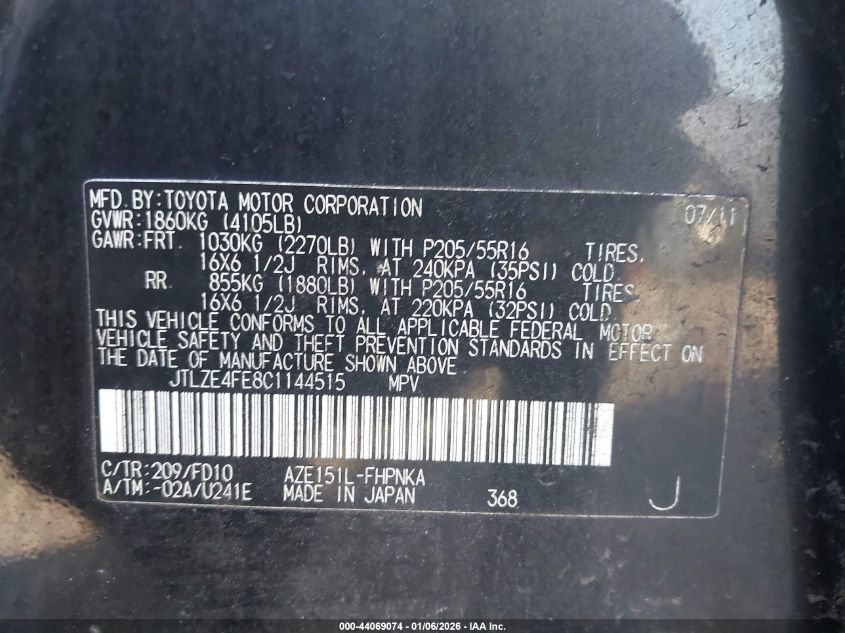 MFD.BY:TOYOTA MOTOR CORPORATION 07/11
GVWR:1860KG (4105LB)
GAWR:FRT. 1030KG (2270LB) WITH P205/55R16 TIRES,
16X6 1/2J RIMS, AT 240KPA (35PSI) COLD.
RR. 855KG (1880LB) WITH P205/55R16 TIRES
16X6 1/2J RIMS, AT 220KPA (32PSI) COLD.
THIS VEHICLE CONFORMS TO ALL APPLICABLE FEDERAL MOTOR
VEHICLE SAFETY AND THEFT PREVENTION STANDARDS IN EFFECT ON
THE DATE OF MANUFACTURE SHOWN ABOVE.
JTLZE4FE8C1144515 MPV
C/TR:209/FD10 AZE151L-FHPNKA
A/TM:-02A/U241E MADE IN JAPAN 368 J
000-44069074 - 01/06/2026 - IAA Inc.